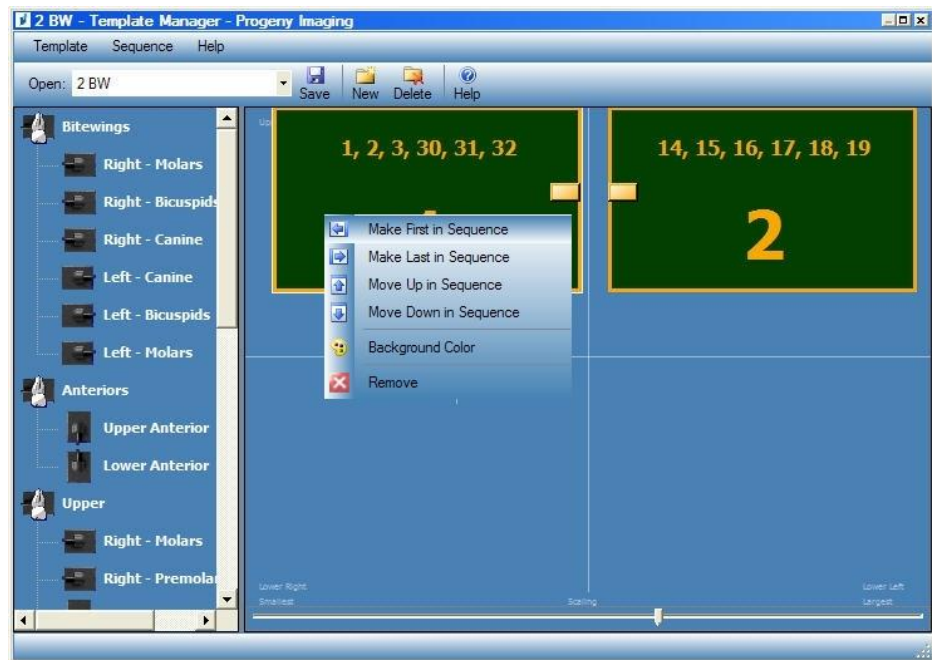 2 BW - Template Manager - Progeny Imaging
Template Sequence Help
Open: 2 BW
Save New Delete Help
Bitewings
Right - Molars
Right - Bicuspids
Right - Canine
Left - Canine
Left - Bicuspids
Left - Molars
Anteriors
Upper Anterior
Lower Anterior
Upper
Right - Molars
Right - Premola
1, 2, 3, 30, 31, 32
14, 15, 16, 17, 18, 19
2
Make First in Sequence
Make Last in Sequence
Move Up in Sequence
Move Down in Sequence
Background Color
Remove
Lower Right
Lower Left
Smallest Scaling Largest